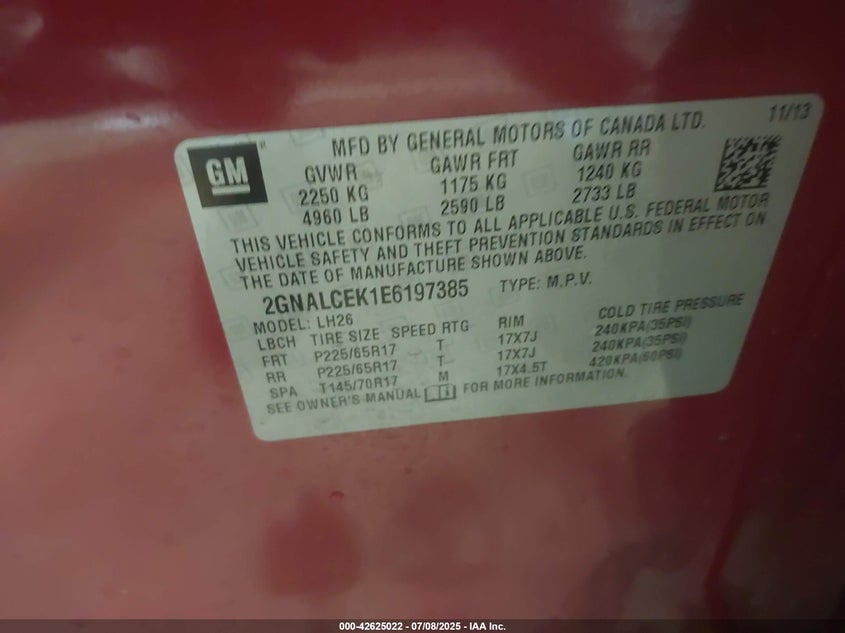 11/13
GM
MFD BY GENERAL MOTORS OF CANADA LTD.
GVWR GAWR FRT GAWR RR
2250 KG 1175 KG 1240 KG
4960 LB 2590 LB 2733 LB
THIS VEHICLE CONFORMS TO ALL APPLICABLE U.S. FEDERAL MOTOR
VEHICLE SAFETY AND THEFT PREVENTION STANDARDS IN EFFECT ON
THE DATE OF MANUFACTURE SHOWN ABOVE.
2GNALCEK1E6197385 TYPE: M.P.V.
MODEL: LH26
LBCH TIRE SIZE SPEED RTG RIM COLD TIRE PRESSURE
FRT P225/65R17 T 17X7J 240KPA(35PSI)
RR P225/65R17 T 17X7J 240KPA(35PSI)
SPA T145/70R17 M 17X4.5T 420KPA(60PSI)
SEE OWNER'S MANUAL FOR MORE INFORMATION.
000-42625022 - 07/08/2025 - IAA Inc.